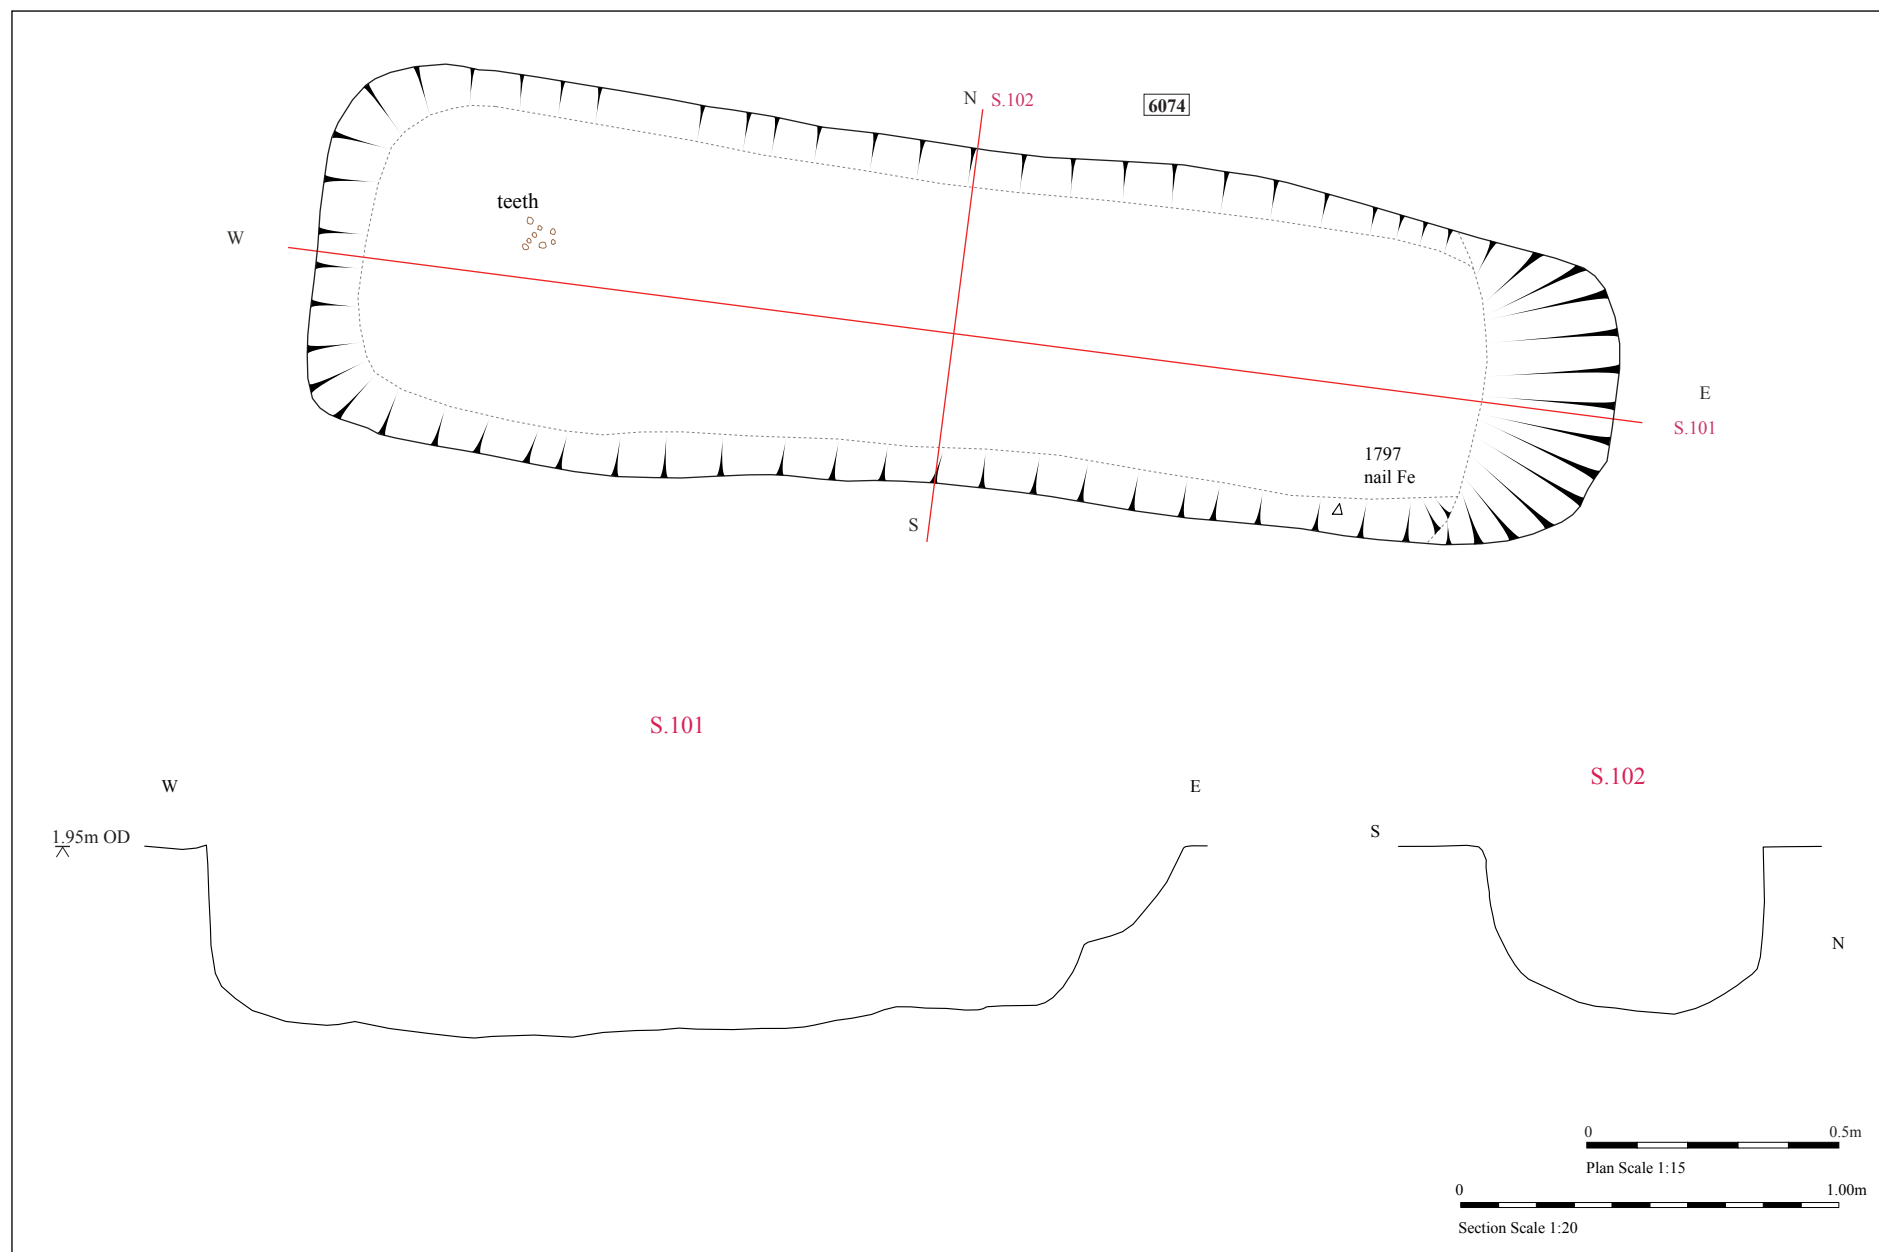 N S.102
6074
teeth
W
E
S.101
1797
nail Fe
S
S.101
W
E
S.102
1.95m OD
S
N
0 0.5m
Plan Scale 1:15
0 1.00m
Section Scale 1:20